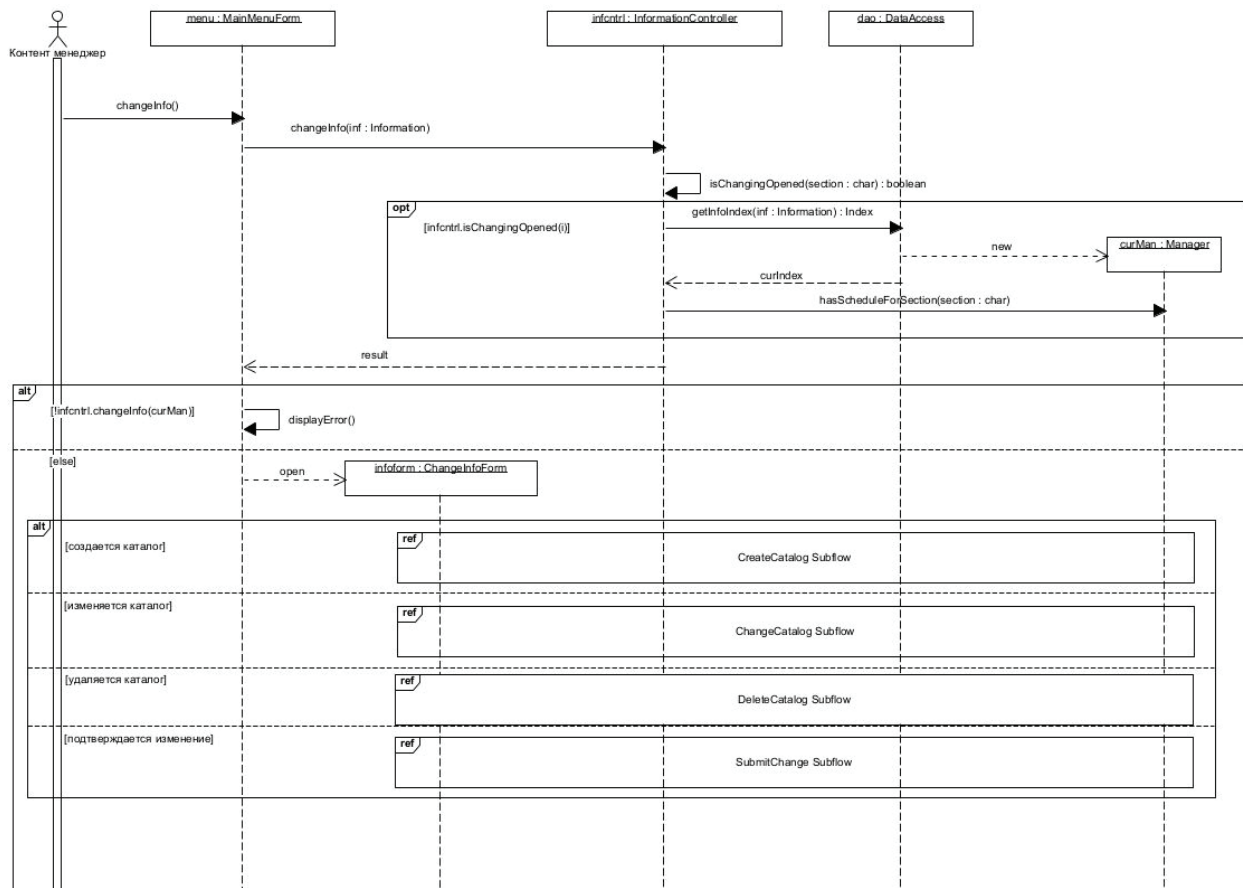 menu : MainMenuForm
infcntrl : InformationController
dao : DataAccess
Контент менеджер
changeInfo()
changeInfo(inf : Information)
isChangingOpened(section : char) : boolean
opt
[infcntrl.isChangingOpened(i)]
getInfoIndex(inf : Information) : Index
new
curMan : Manager
curIndex
hasScheduleForSection(section : char)
result
alt
[!infcntrl.changeInfo(curMan)]
displayError()
[else]
open
infoform : ChangeInfoForm
alt
[создается каталог]
ref
CreateCatalog Subflow
[изменяется каталог]
ref
ChangeCatalog Subflow
[удаляется каталог]
ref
DeleteCatalog Subflow
[подтверждается изменение]
ref
SubmitChange Subflow